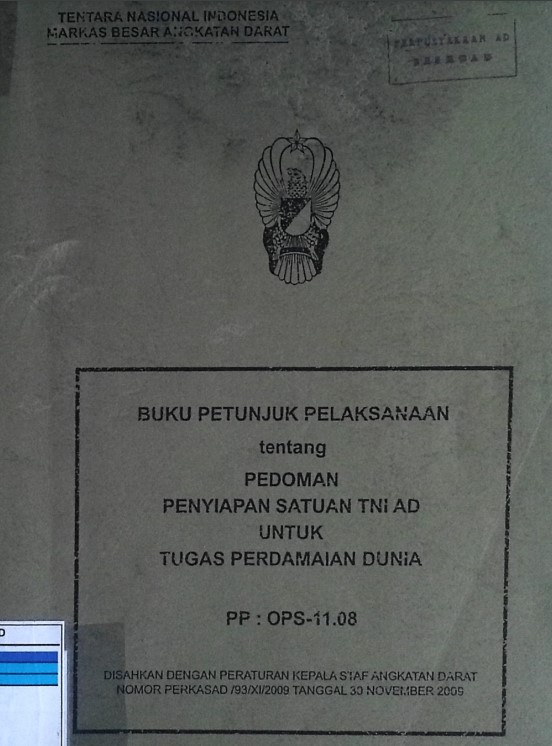 TENTARA NASIONAL INDONESIA
MARKAS BESAR ANGKATAN DARAT
PERPUSTAKAAN AD
BUKU PETUNJUK PELAKSANAAN
tentang
PEDOMAN
PENYIAPAN SATUAN TNI AD
UNTUK
TUGAS PERDAMAIAN DUNIA
PP : OPS-11.08
DISAHKAN DENGAN PERATURAN KEPALA STAF ANGKATAN DARAT
NOMOR PERKASAD /93/XI/2009 TANGGAL 30 NOVEMBER 2009